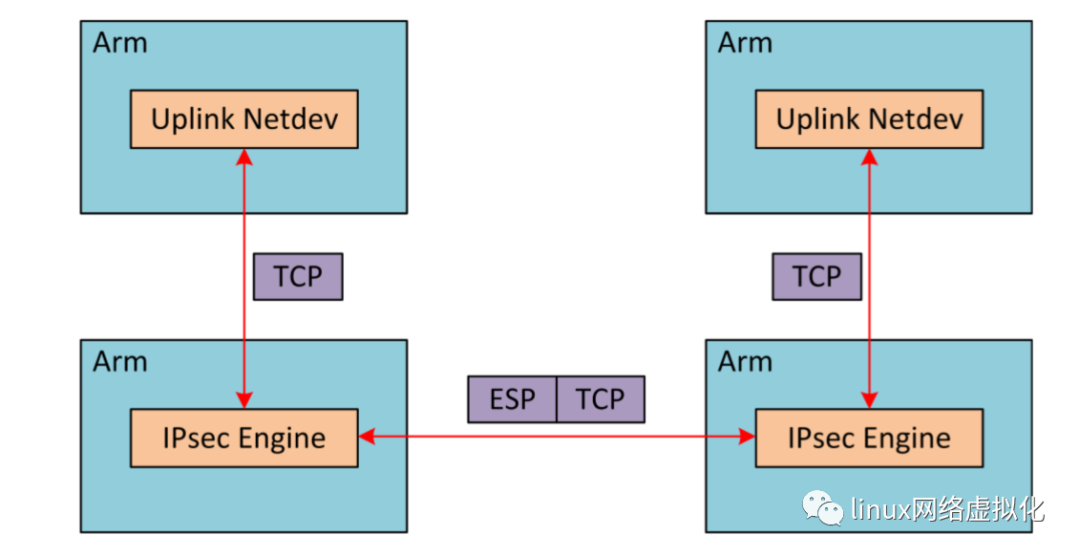 Arm
Uplink Netdev
Arm
Uplink Netdev
TCP
TCP
Arm
IPsec Engine
ESP TCP
Arm
IPsec Engine
linux网络虚拟化